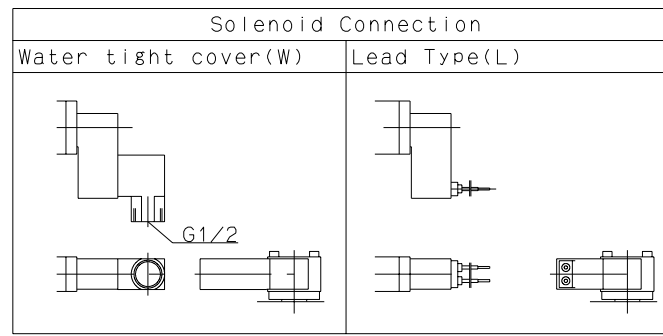 Solenoid Connection
Water tight cover(W)
Lead Type(L)
G1/2